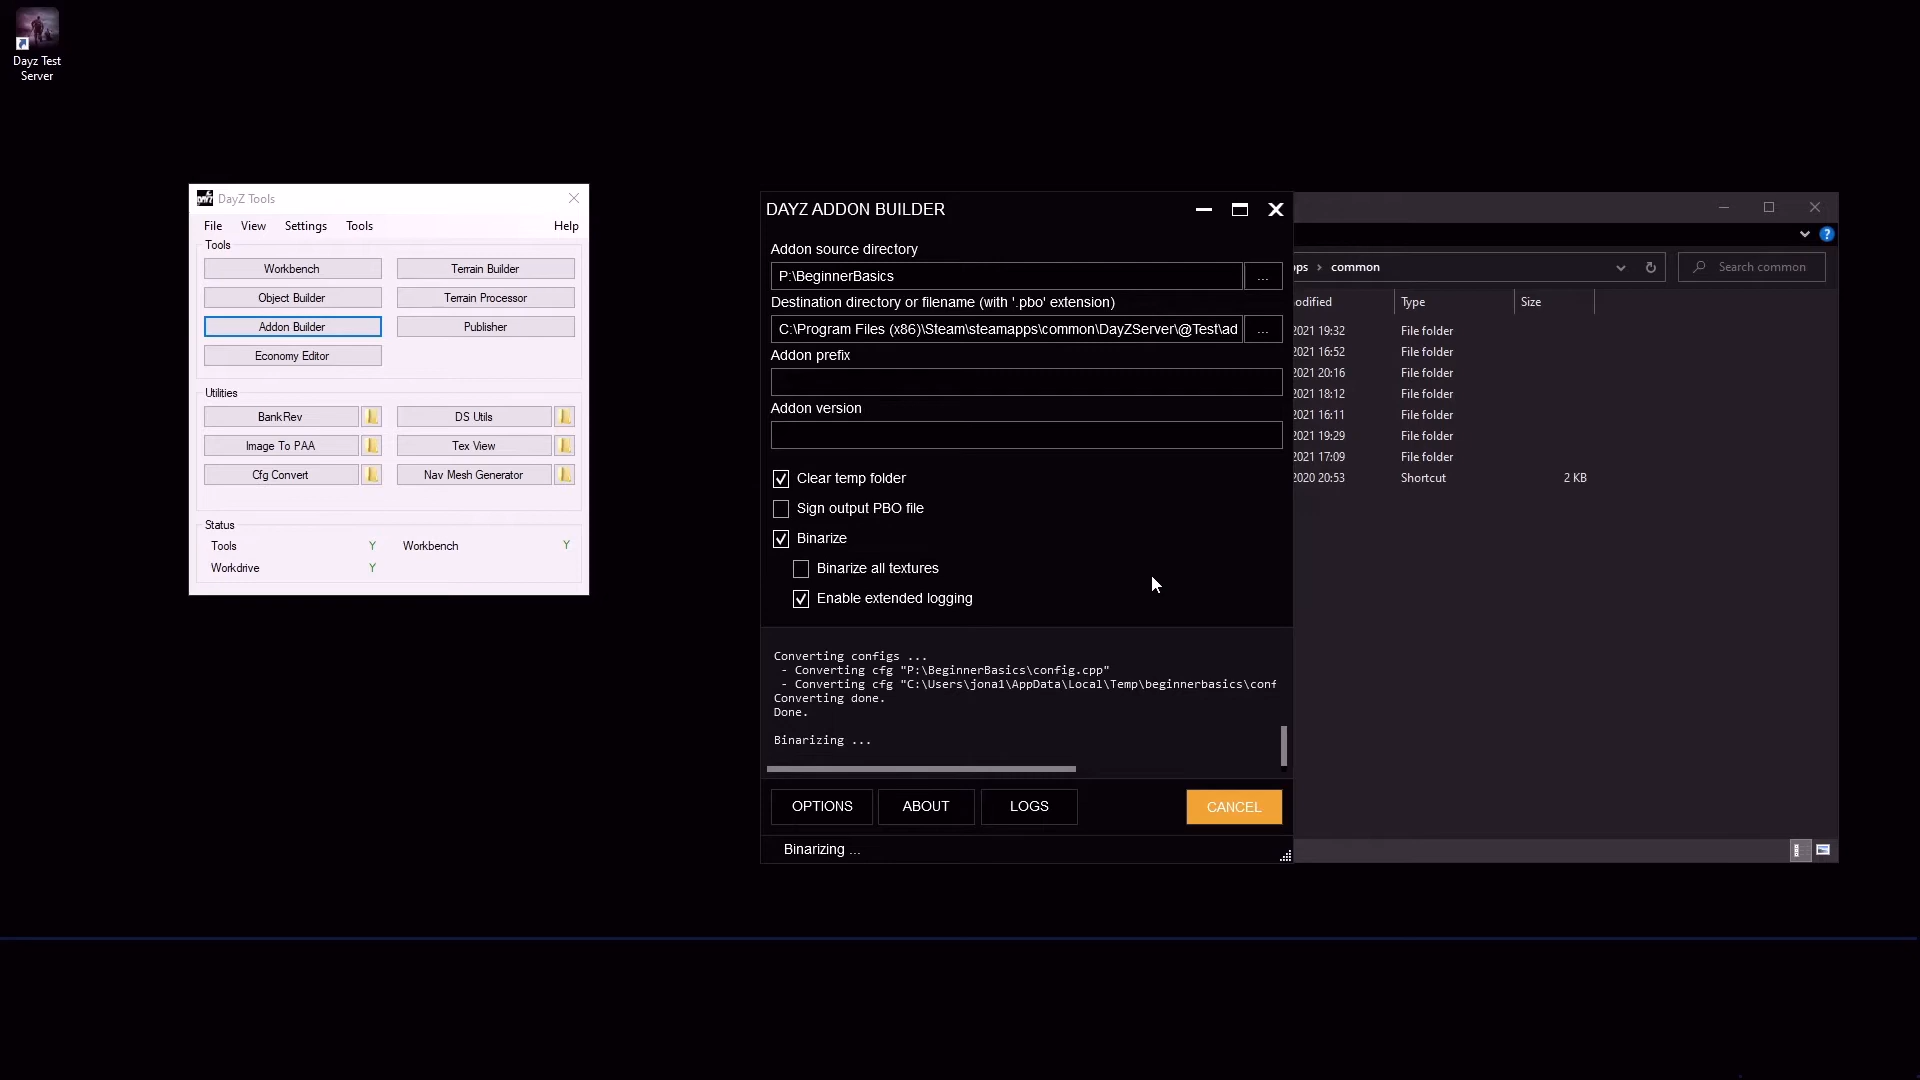 Dayz Test
Server
DayZ Tools
File View Settings Tools Help
Tools
Workbench Terrain Builder
Object Builder Terrain Processor
Addon Builder Publisher
Economy Editor
Utilities
BankRev DS Utils
Image To PAA Tex View
Cfg Convert Nav Mesh Generator
Status
Tools Y Workbench Y
Workdrive Y
DAYZ ADDON BUILDER
Addon source directory
P:\BeginnerBasics ...
Destination directory or filename (with '.pbo' extension)
C:\Program Files (x86)\Steam\steamapps\common\DayZServer\@Test\ad ...
Addon prefix
Addon version
Clear temp folder
Sign output PBO file
Binarize
Binarize all textures
Enable extended logging
Converting configs ...
- Converting cfg "P:\BeginnerBasics\config.cpp"
- Converting cfg "C:\Users\jona1\AppData\Local\Temp\beginnerbasics\conf
Converting done.
Done.
Binarizing ...
OPTIONS ABOUT LOGS CANCEL
Binarizing ...
ps > common Search common
odified Type Size
2021 19:32 File folder
2021 16:52 File folder
2021 20:16 File folder
2021 18:12 File folder
2021 16:11 File folder
2021 19:29 File folder
2021 17:09 File folder
2020 20:53 Shortcut 2 KB